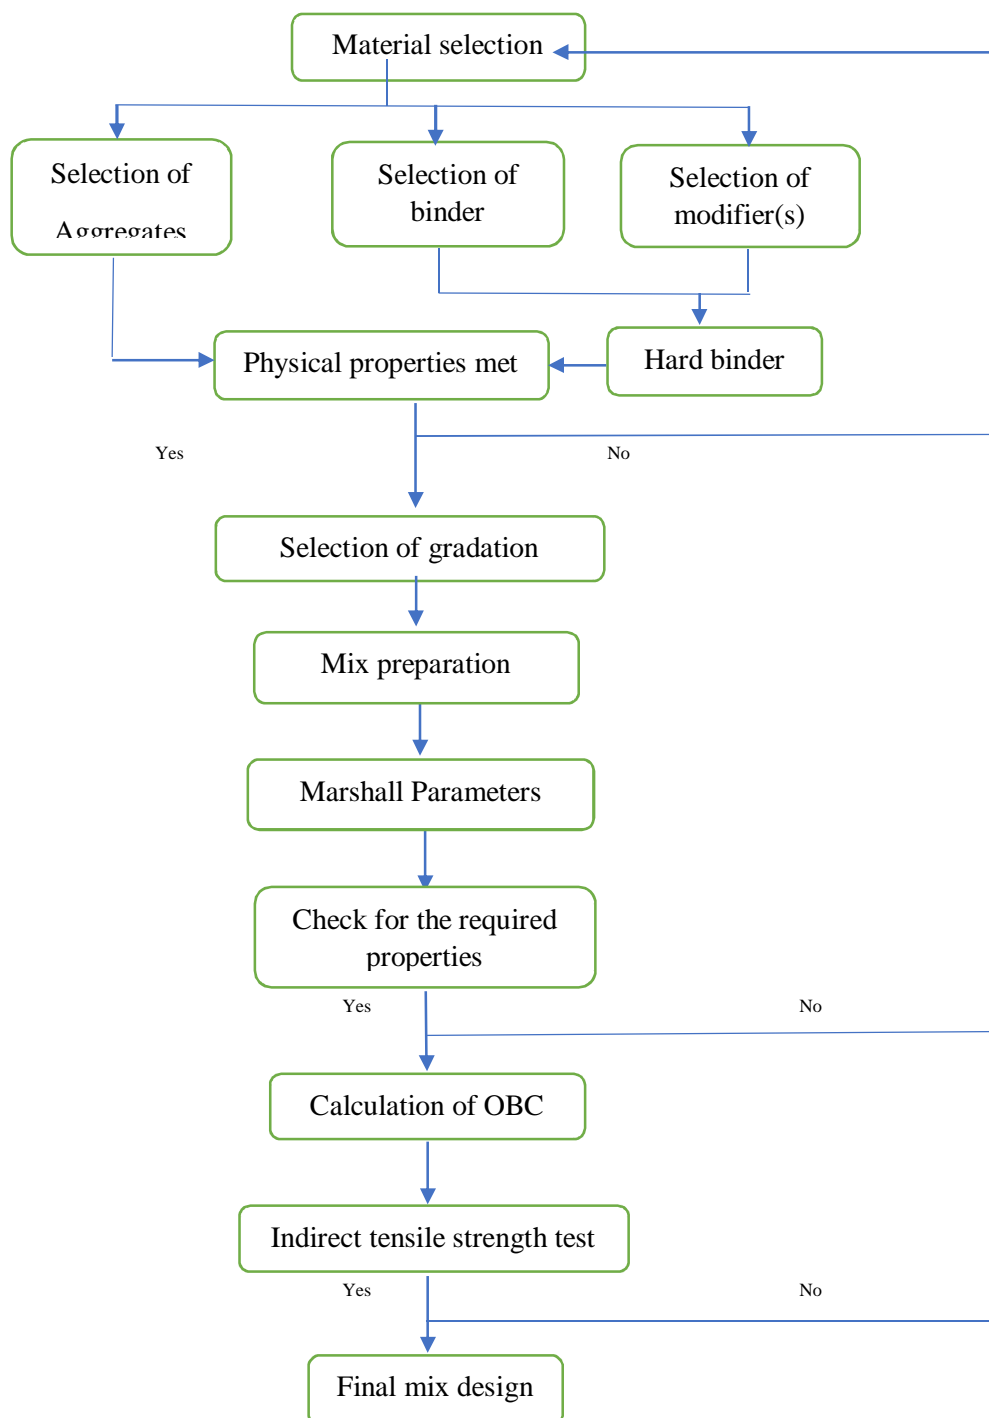 Material selection
Selection of
Aggregates
Selection of
binder
Selection of
modifier(s)
Physical properties met
Hard binder
Yes
No
Selection of gradation
Mix preparation
Marshall Parameters
Check for the required
properties
Yes
No
Calculation of OBC
Indirect tensile strength test
Yes
No
Final mix design